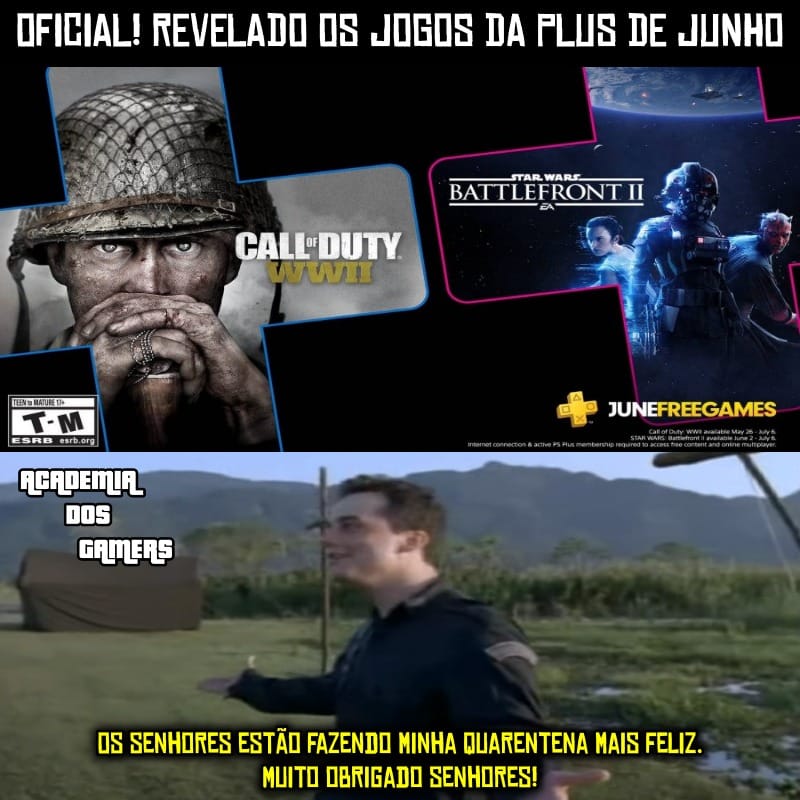 OFICIAL! REVELADO OS JOGOS DA PLUS DE JUNHO
CALL OF DUTY
WWII
STAR WARS
BATTLEFRONT II
EA
TEEN to MATURE 17+
T-M
ESRB esrb.org
JUNEFREEGAMES
Call of Duty: WWII available May 26 - July 6.
STAR WARS: Battlefront II available June 2 - July 6.
Internet connection & active PS Plus membership required to access free content and online multiplayer.
ACADEMIA
DOS
GAMERS
OS SENHORES ESTÃO FAZENDO MINHA QUARENTENA MAIS FELIZ.
MUITO OBRIGADO SENHORES!